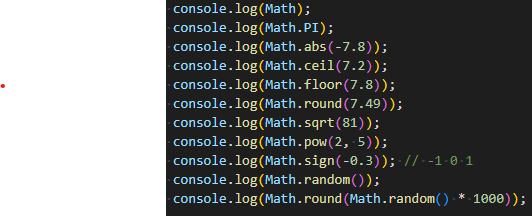 console.log(Math);
console.log(Math.PI);
console.log(Math.abs(-7.8));
console.log(Math.ceil(7.2));
console.log(Math.floor(7.8));
console.log(Math.round(7.49));
console.log(Math.sqrt(81));
console.log(Math.pow(2, 5));
console.log(Math.sign(-0.3)); // -1 0 1
console.log(Math.random());
console.log(Math.round(Math.random() * 1000));